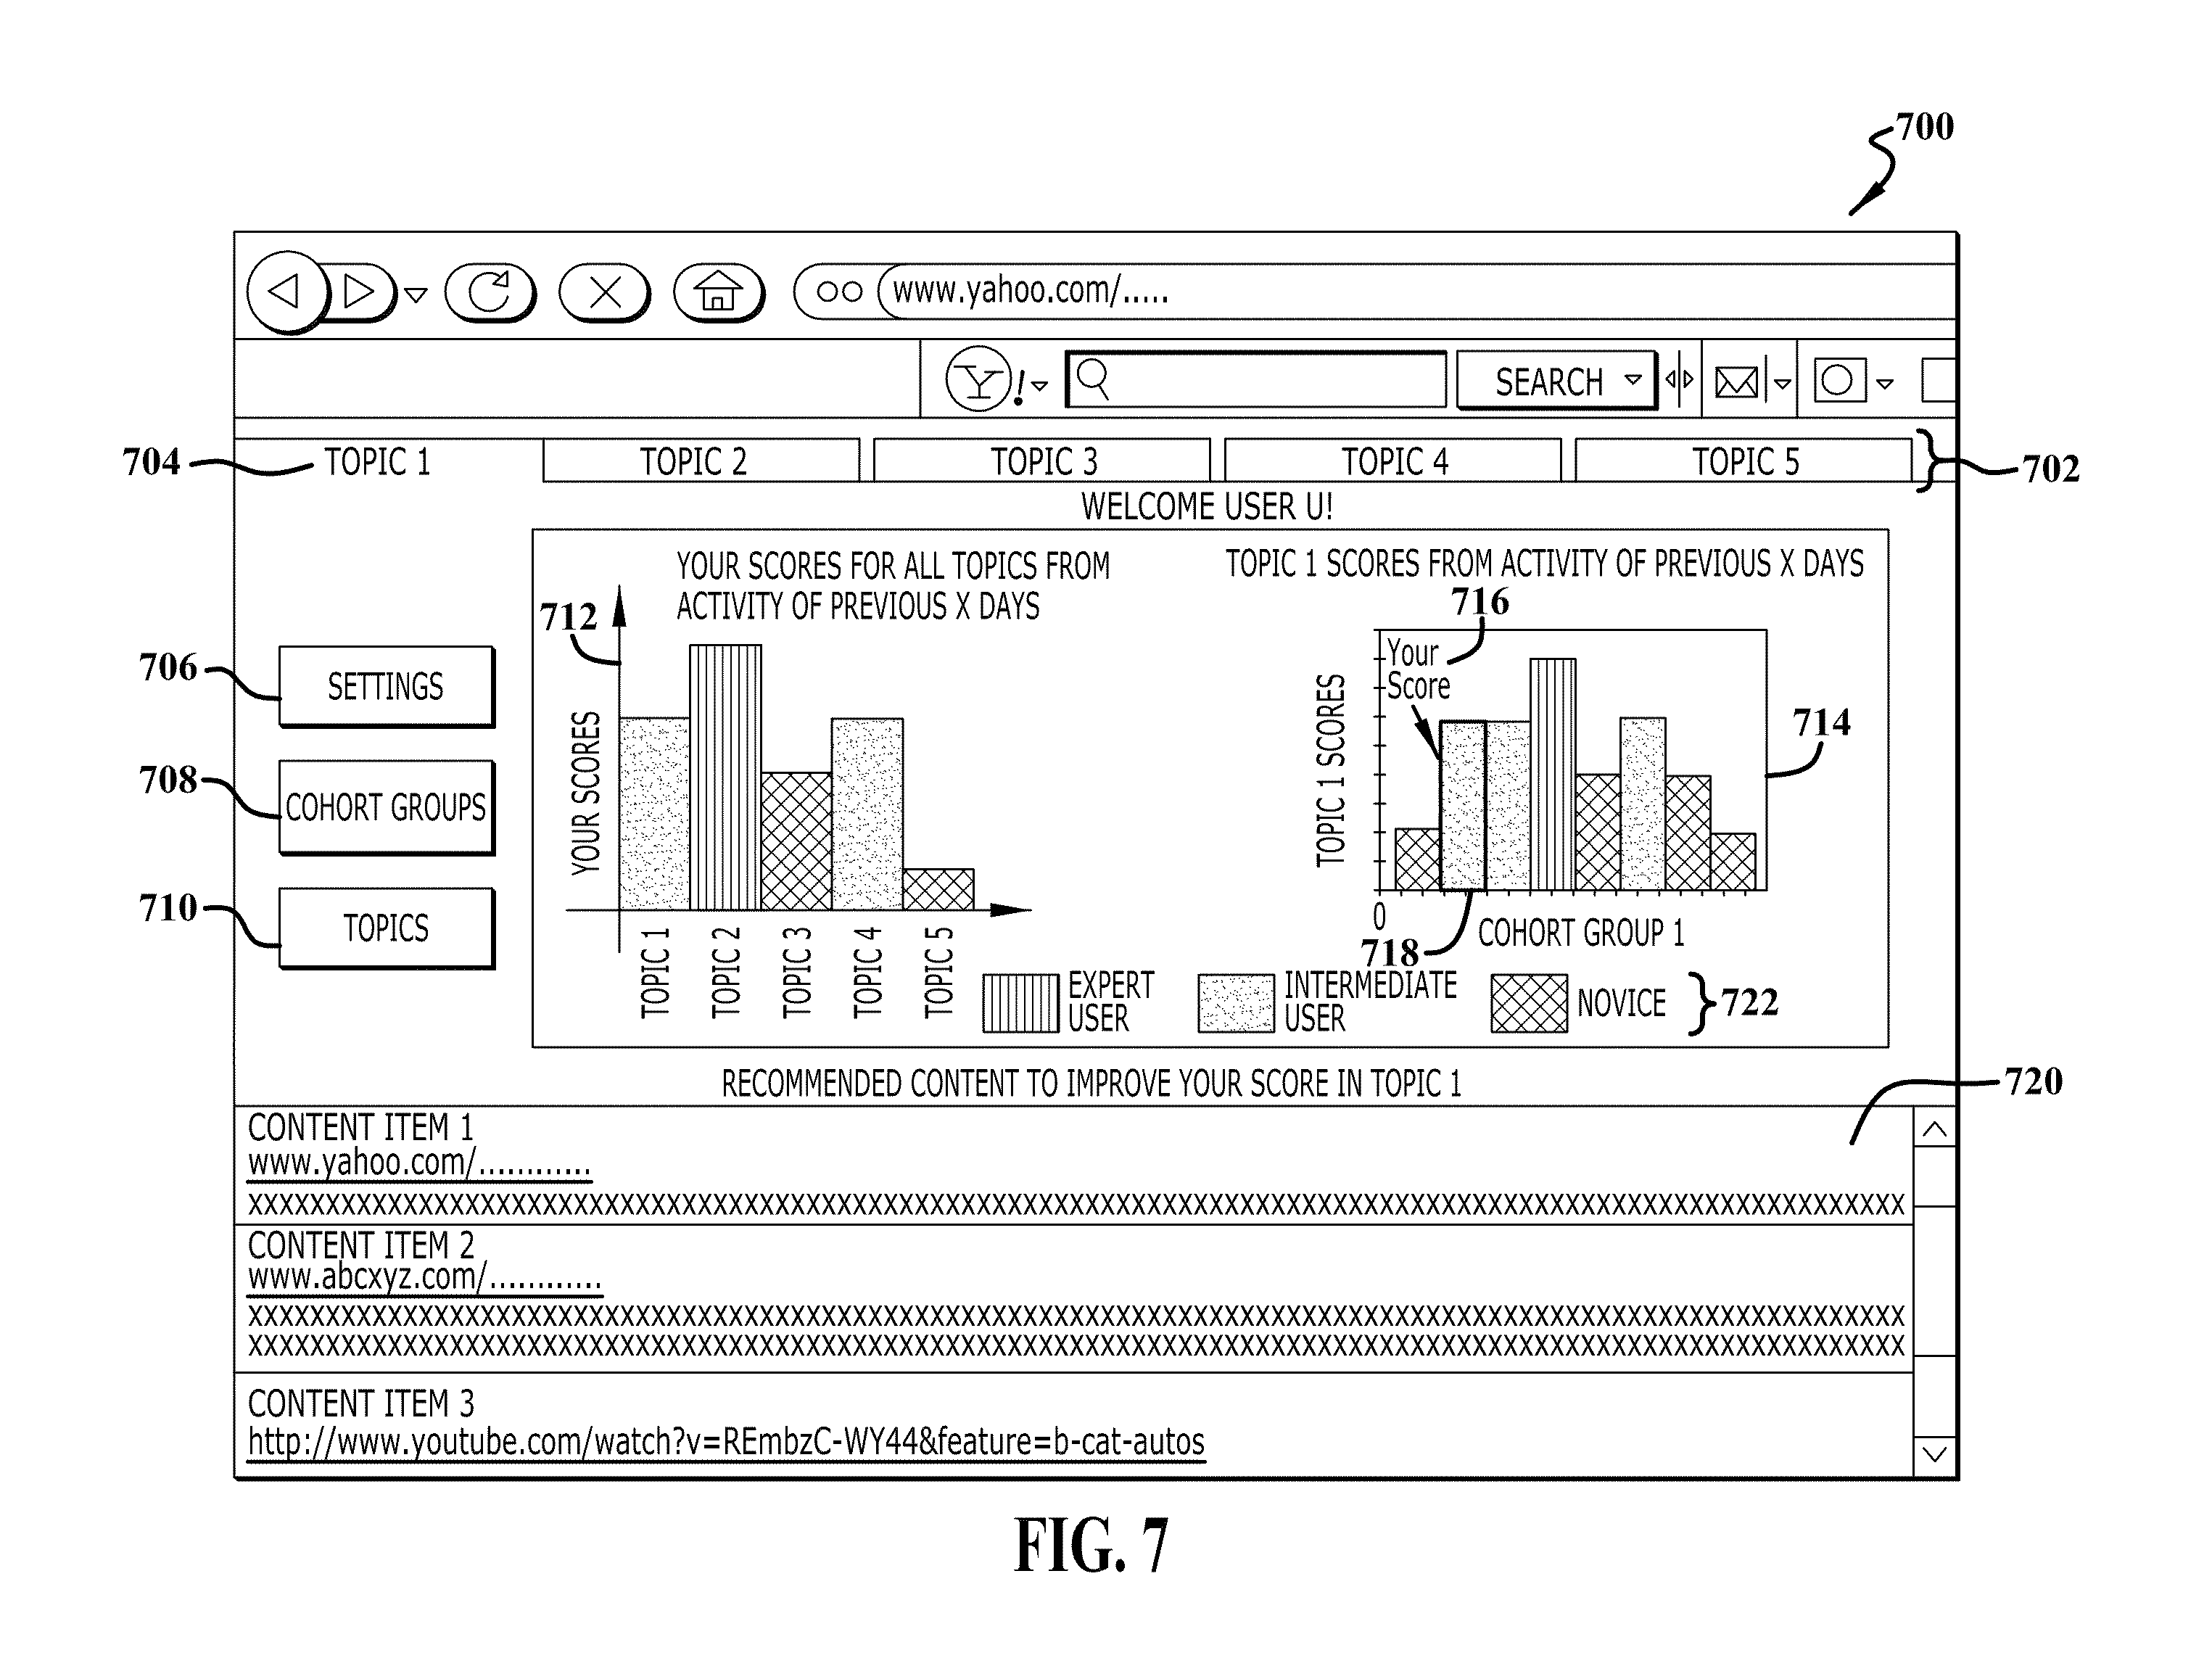 700
www.yahoo.com/.....
Y!
SEARCH
704
TOPIC 1
TOPIC 2
TOPIC 3
TOPIC 4
TOPIC 5
702
WELCOME USER U!
YOUR SCORES FOR ALL TOPICS FROM
ACTIVITY OF PREVIOUS X DAYS
TOPIC 1 SCORES FROM ACTIVITY OF PREVIOUS X DAYS
712
716
Your
Score
706
SETTINGS
708
COHORT GROUPS
710
TOPICS
YOUR SCORES
TOPIC 1
TOPIC 2
TOPIC 3
TOPIC 4
TOPIC 5
TOPIC 1 SCORES
714
0
718
COHORT GROUP 1
EXPERT
USER
INTERMEDIATE
USER
NOVICE
722
RECOMMENDED CONTENT TO IMPROVE YOUR SCORE IN TOPIC 1
720
CONTENT ITEM 1
www.yahoo.com/............
XXXXXXXXXXXXXXXXXXXXXXXXXXXXXXXXXXXXXXXXXXXXXXXXXXXXXXXXXXXXXXXXXXXXXXXXXXXXXXXXXXXXXXXXXXXXXXXXXXXXXXXXXXX
CONTENT ITEM 2
www.abcxyz.com/............
XXXXXXXXXXXXXXXXXXXXXXXXXXXXXXXXXXXXXXXXXXXXXXXXXXXXXXXXXXXXXXXXXXXXXXXXXXXXXXXXXXXXXXXXXXXXXXXXXXXXXXXXXXX
XXXXXXXXXXXXXXXXXXXXXXXXXXXXXXXXXXXXXXXXXXXXXXXXXXXXXXXXXXXXXXXXXXXXXXXXXXXXXXXXXXXXXXXXXXXXXXXXXXXXXXXXXXX
CONTENT ITEM 3
http://www.youtube.com/watch?v=REmbzC-WY44&feature=b-cat-autos
FIG. 7